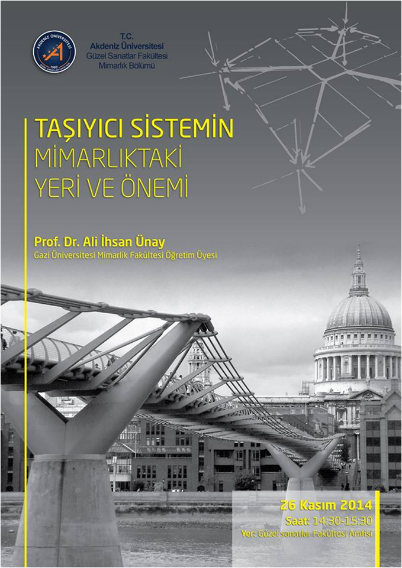 T.C.
Akdeniz Üniversitesi
Güzel Sanatlar Fakültesi
Mimarlık Bölümü
TAŞIYICI SİSTEMİN
MİMARLIKTAKİ
YERİ VE ÖNEMİ
Prof. Dr. Ali İhsan Ünay
Gazi Üniversitesi Mimarlık Fakültesi Öğretim Üyesi
26 Kasım 2014
Saat: 14:30-15:30
Yer: Güzel Sanatlar Fakültesi Amfisi